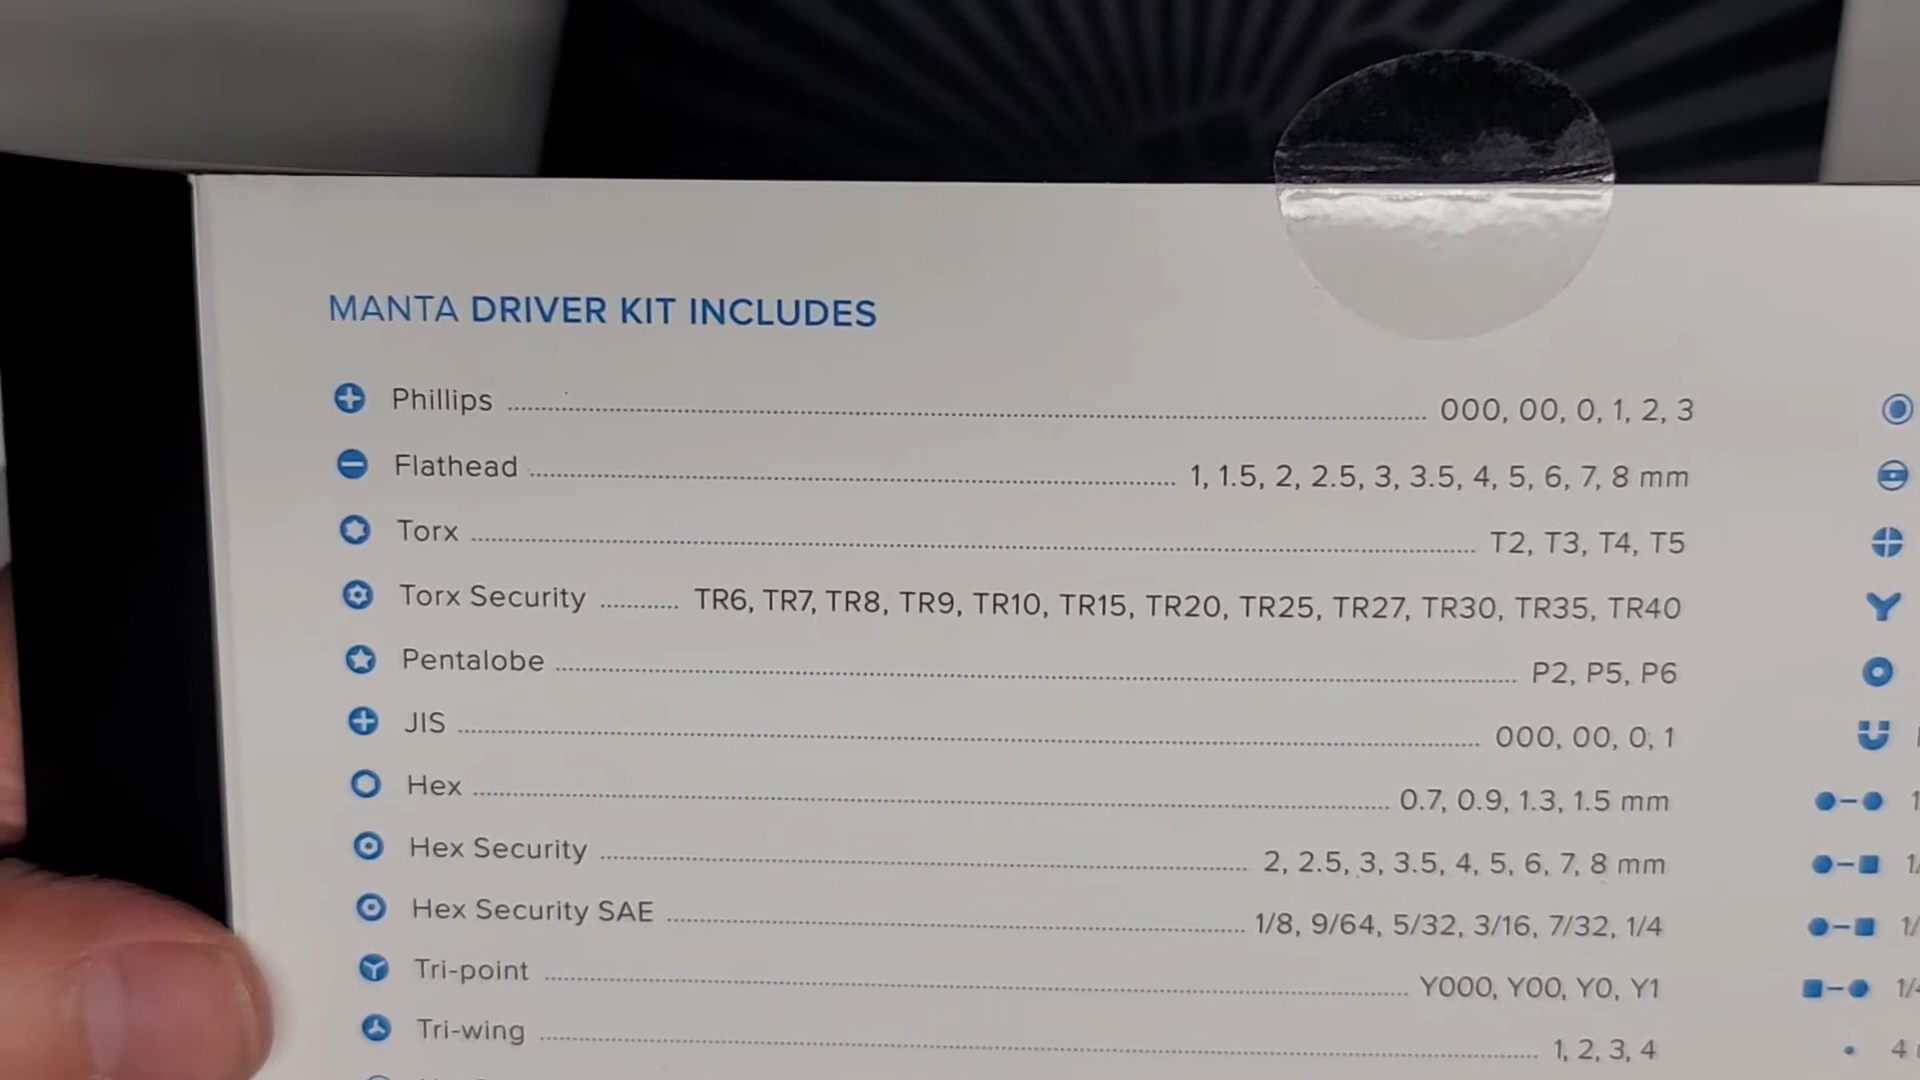 MANTA DRIVER KIT INCLUDES
Phillips ........ 000, 00, 0, 1, 2, 3
Flathead ........ 1, 1.5, 2, 2.5, 3, 3.5, 4, 5, 6, 7, 8 mm
Torx ........ T2, T3, T4, T5
Torx Security ........ TR6, TR7, TR8, TR9, TR10, TR15, TR20, TR25, TR27, TR30, TR35, TR40
Pentalobe ........ P2, P5, P6
JIS ........ 000, 00, 0, 1
Hex ........ 0.7, 0.9, 1.3, 1.5 mm
Hex Security ........ 2, 2.5, 3, 3.5, 4, 5, 6, 7, 8 mm
Hex Security SAE ........ 1/8, 9/64, 5/32, 3/16, 7/32, 1/4
Tri-point ........ Y000, Y00, Y0, Y1
Tri-wing ........ 1, 2, 3, 4
4